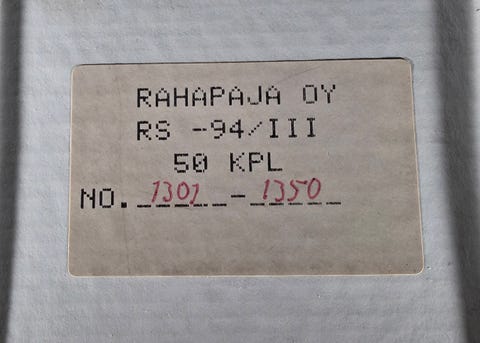 RAHAPAJA OY
RS -94/III
50 KPL
NO. 1301 - 1350